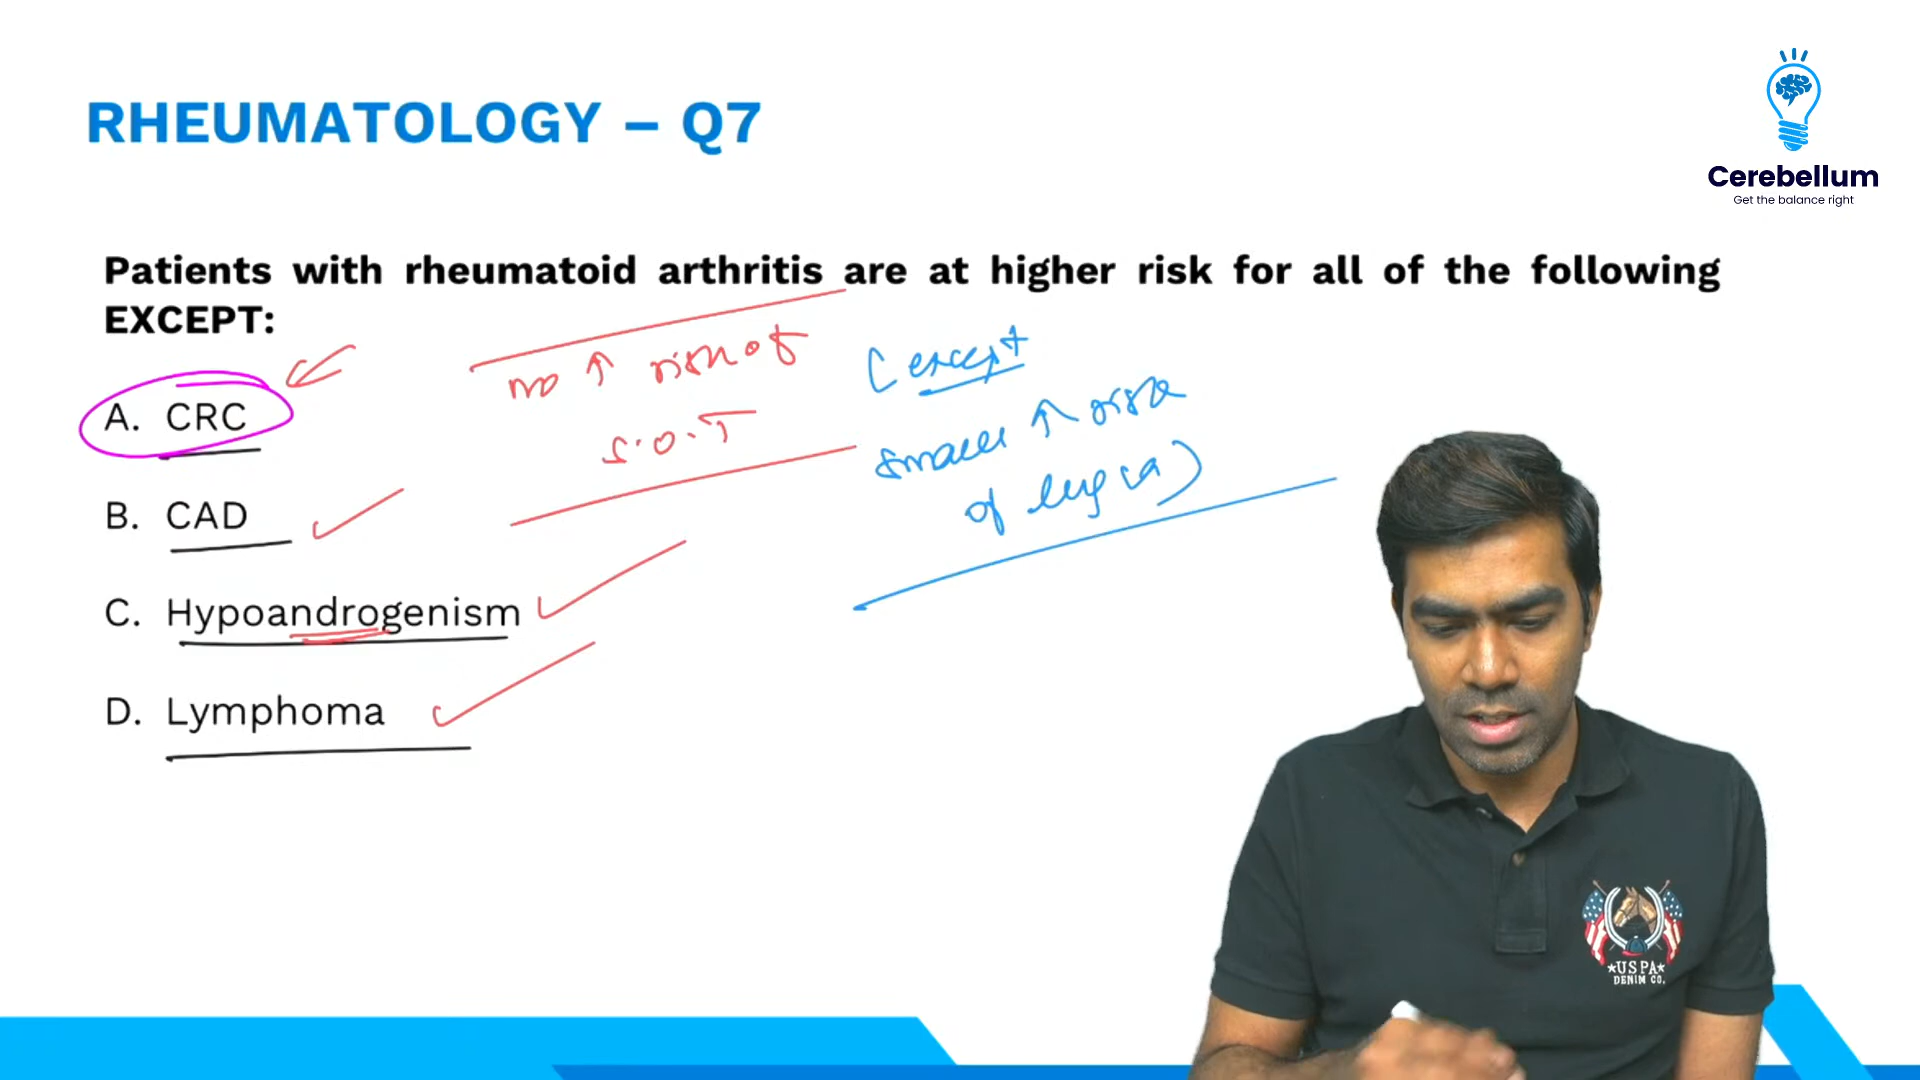 RHEUMATOLOGY – Q7
Cerebellum
Get the balance right
Patients with rheumatoid arthritis are at higher risk for all of the following
EXCEPT:
no ↑ risk of
S.O.T
(except
small ↑ risk
of lung ca)
A. CRC
B. CAD
C. Hypoandrogenism
D. Lymphoma
★USPA★
DENIM CO.